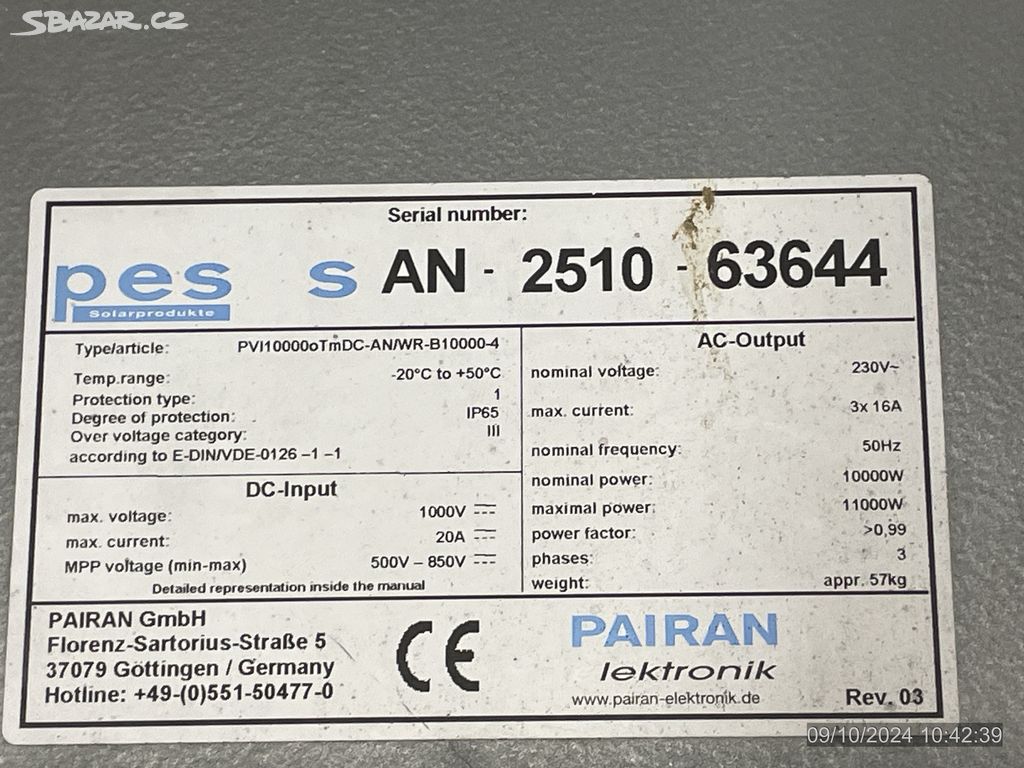 SBAZAR.CZ
Serial number:
pes s AN - 2510 - 63644
Solarprodukte
Type/article: PVI10000oTmDC-AN/WR-B10000-4
Temp.range: -20°C to +50°C
Protection type: 1
Degree of protection: IP65
Over voltage category: III
according to E-DIN/VDE-0126 –1 –1
DC-Input
max. voltage: 1000V
max. current: 20A
MPP voltage (min-max) 500V – 850V
Detailed representation inside the manual
AC-Output
nominal voltage: 230V~
max. current: 3x 16A
nominal frequency: 50Hz
nominal power: 10000W
maximal power: 11000W
power factor: >0,99
phases: 3
weight: appr. 57kg
PAIRAN GmbH
Florenz-Sartorius-Straße 5
37079 Göttingen / Germany
Hotline: +49-(0)551-50477-0
CE
PAIRAN
lektronik
www.pairan-elektronik.de
Rev. 03
09/10/2024 10:42:39